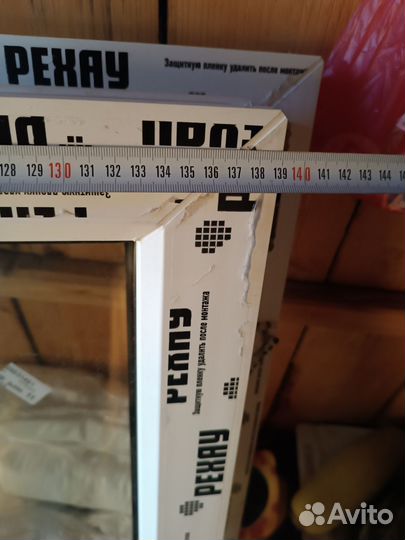 РЕХАУ
Защитную пленку удалить после монтажа
128 129 130 131 132 133 134 135 136 137 138 139 140 141 142 143 144
РЕХАУ
Защитную пленку удалить после монтажа
РЕХАУ
Avito